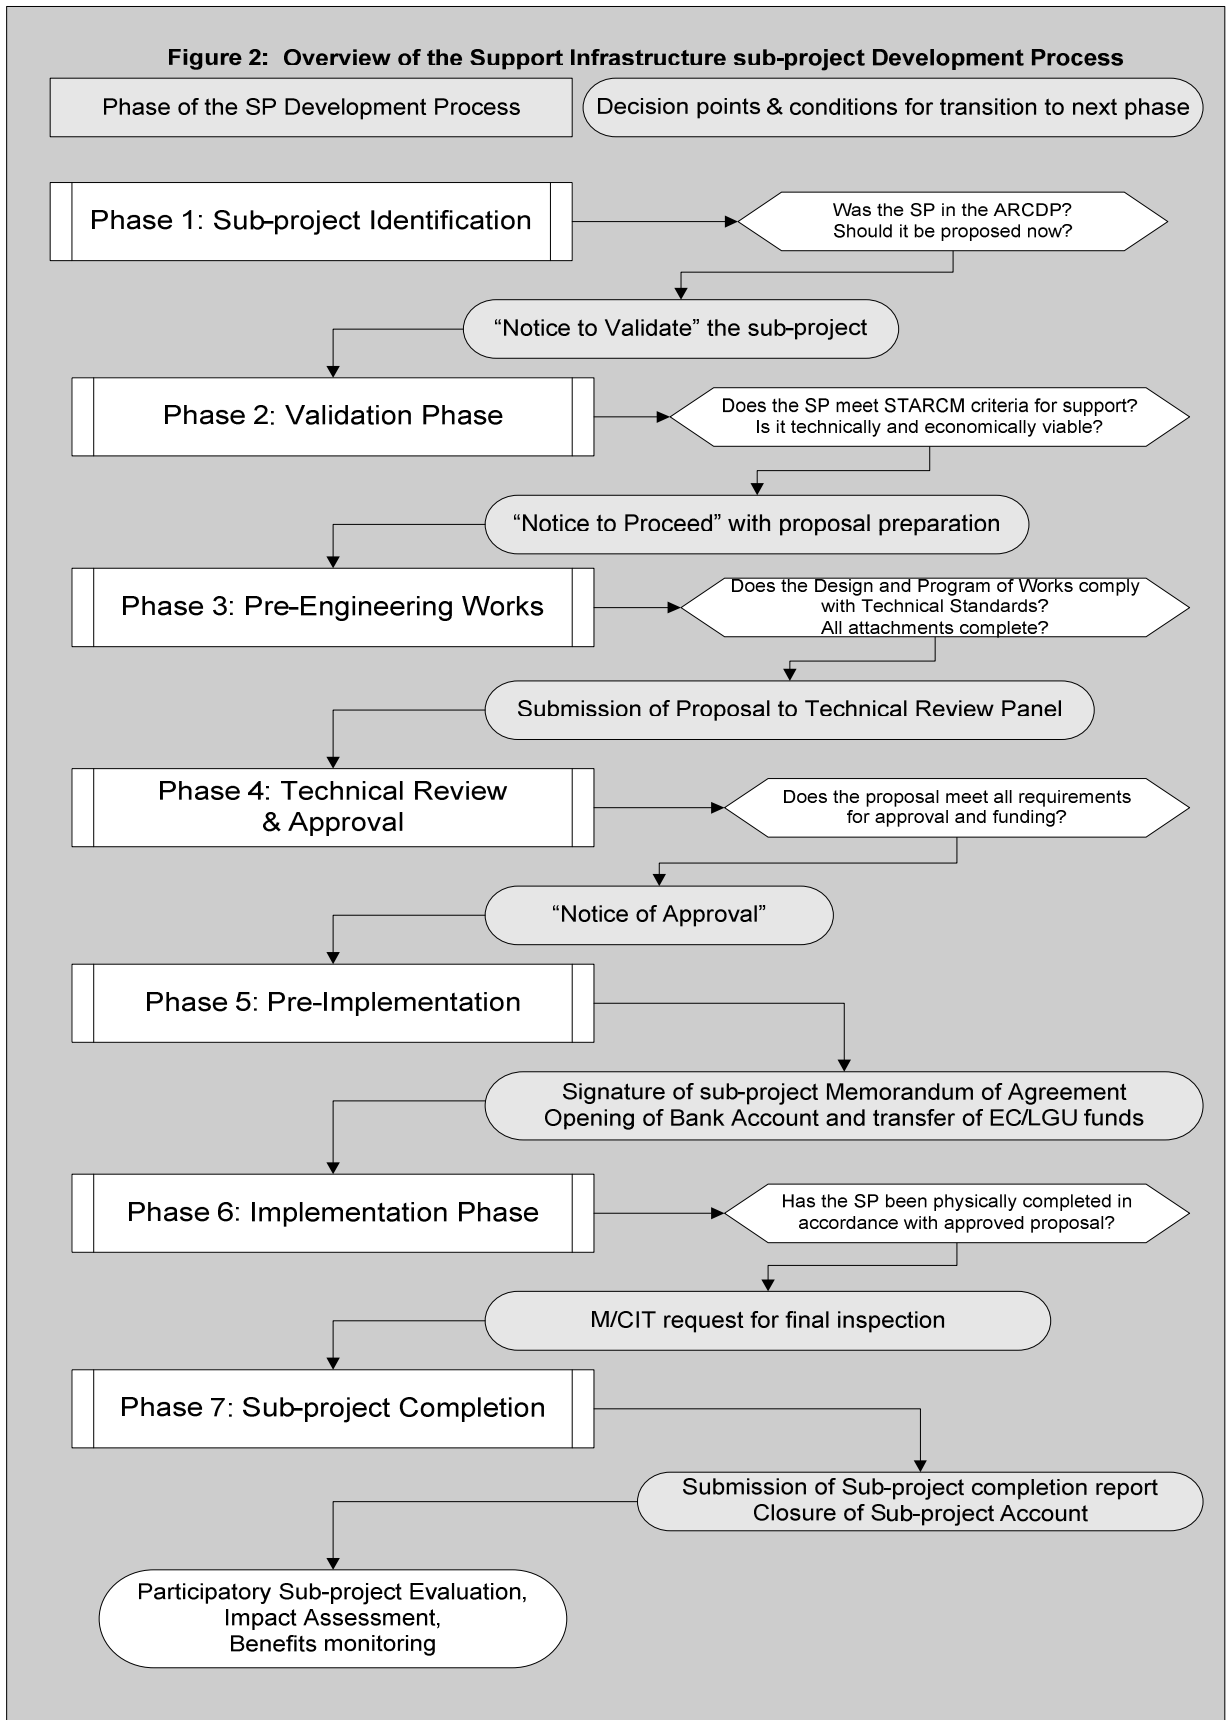 Figure 2:  Overview of the Support Infrastructure sub-project Development Process
Phase of the SP Development Process
Decision points & conditions for transition to next phase
Phase 1: Sub-project Identification
Was the SP in the ARCDP?
Should it be proposed now?
“Notice to Validate” the sub-project
Phase 2: Validation Phase
Does the SP meet STARCM criteria for support?
Is it technically and economically viable?
“Notice to Proceed” with proposal preparation
Phase 3: Pre-Engineering Works
Does the Design and Program of Works comply
with Technical Standards?
All attachments complete?
Submission of Proposal to Technical Review Panel
Phase 4: Technical Review
& Approval
Does the proposal meet all requirements
for approval and funding?
“Notice of Approval”
Phase 5: Pre-Implementation
Signature of sub-project Memorandum of Agreement
Opening of Bank Account and transfer of EC/LGU funds
Phase 6: Implementation Phase
Has the SP been physically completed in
accordance with approved proposal?
M/CIT request for final inspection
Phase 7: Sub-project Completion
Submission of Sub-project completion report
Closure of Sub-project Account
Participatory Sub-project Evaluation,
Impact Assessment,
Benefits monitoring